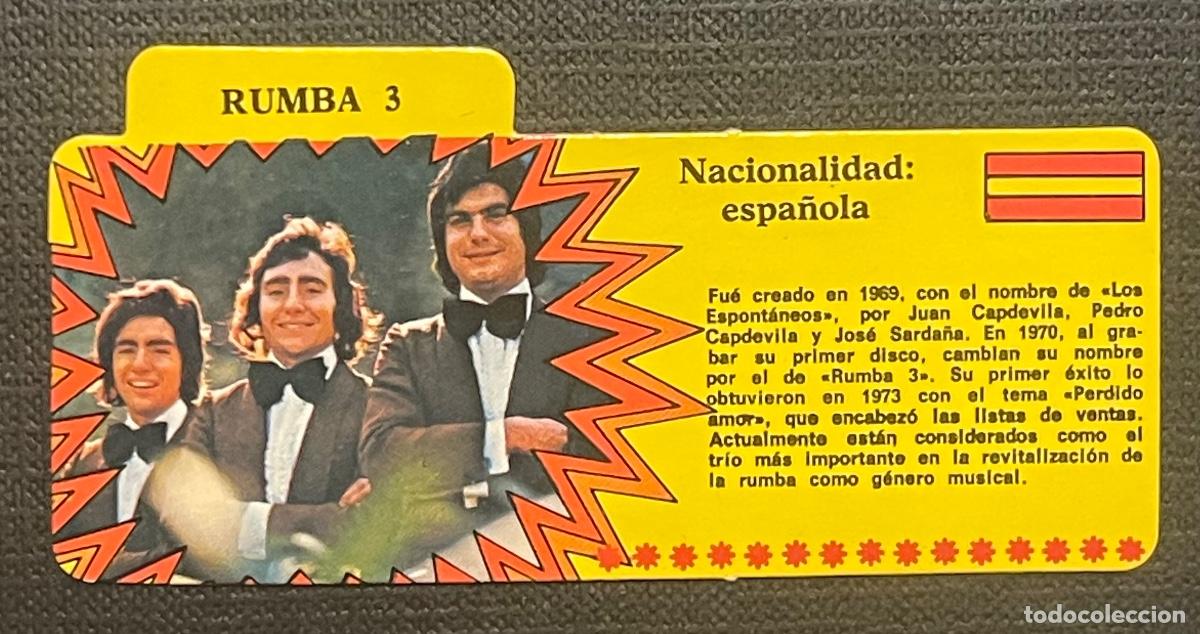 RUMBA 3
Nacionalidad:
española
Fué creado en 1969, con el nombre de «Los
Espontáneos», por Juan Capdevila, Pedro
Capdevila y José Sardaña. En 1970, al gra-
bar su primer disco, cambian su nombre
por el de «Rumba 3». Su primer éxito lo
obtuvieron en 1973 con el tema «Perdido
amor», que encabezó las listas de ventas.
Actualmente están considerados como el
trío más importante en la revitalización de
la rumba como género musical.
todocoleccion